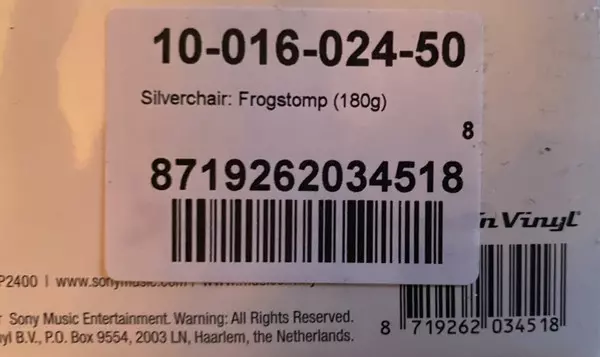 10-016-024-50
Silverchair: Frogstomp (180g)
8
8719262034518
n Vinyl®
P2400 I www.sonymusic.com
Sony Music Entertainment. Warning: All Rights Reserved.
B.V., P.O. Box 9554, 2003 LN, Haarlem, the Netherlands.
8 719262 034518